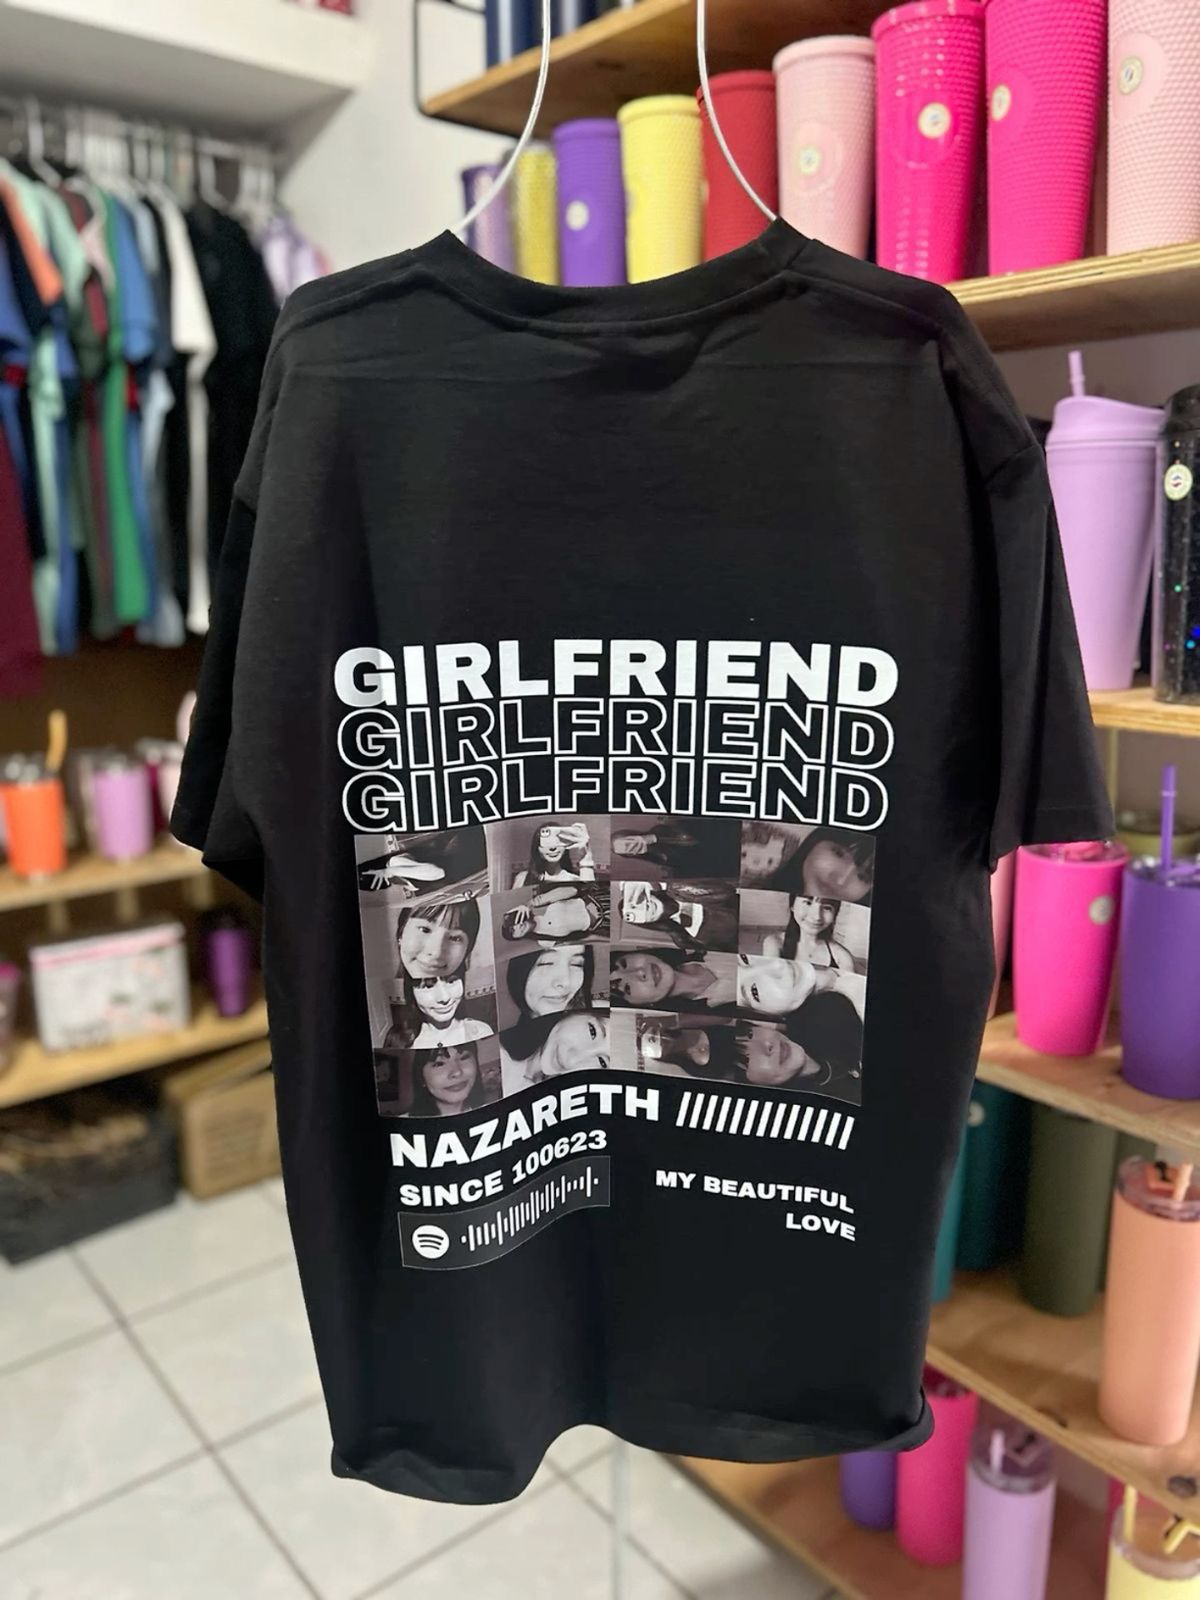 GIRLFRIEND
GIRLFRIEND
GIRLFRIEND
NAZARETH
SINCE 100623
MY BEAUTIFUL
LOVE